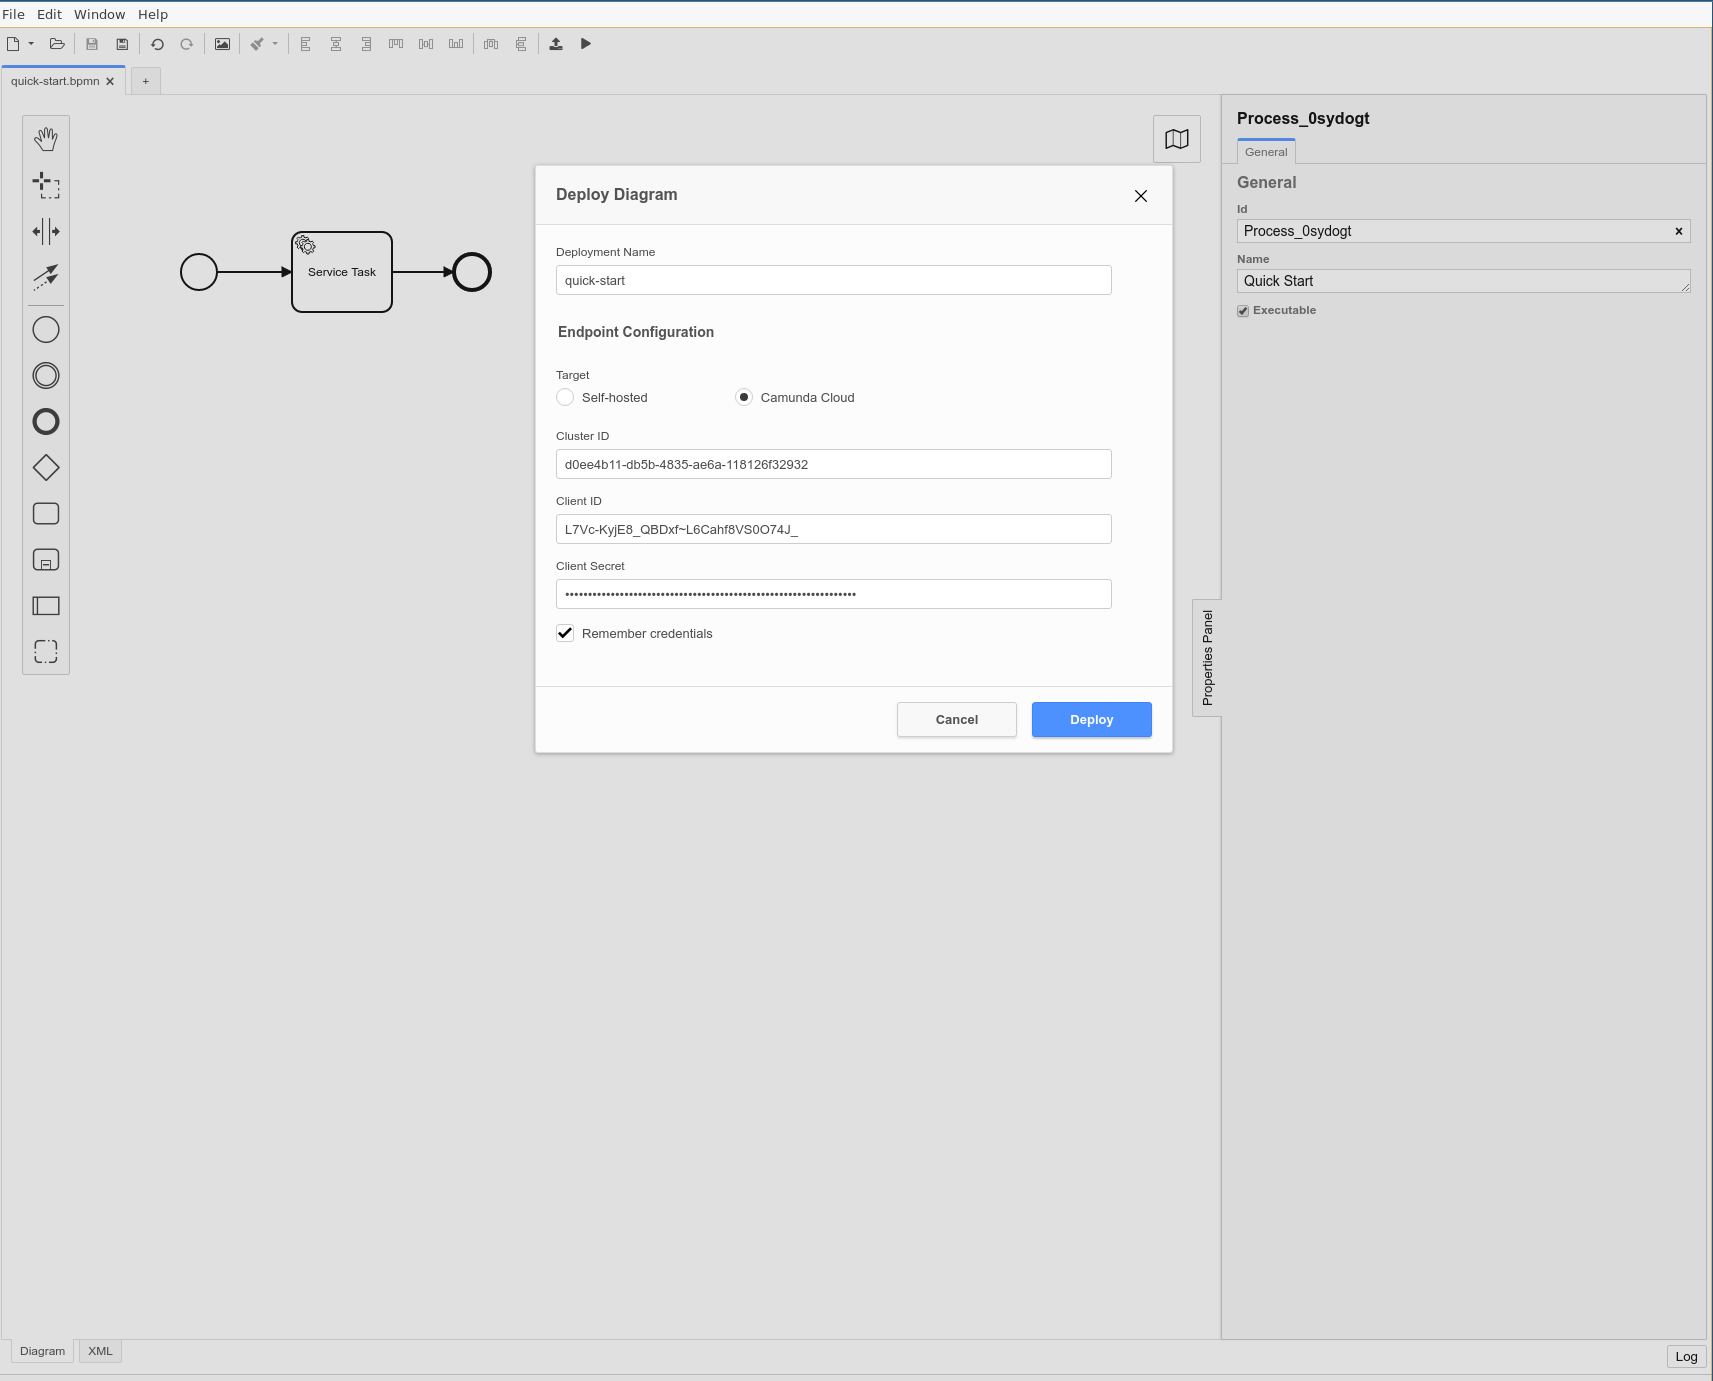 File Edit Window Help
quick-start.bpmn
+
Process_0sydogt
General
General
Id
Process_0sydogt
Name
Quick Start
Executable
Service Task
Deploy Diagram
Deployment Name
quick-start
Endpoint Configuration
Target
Self-hosted Camunda Cloud
Cluster ID
d0ee4b11-db5b-4835-ae6a-118126f32932
Client ID
L7Vc-KyjE8_QBDxf~L6Cahf8VS0O74J_
Client Secret
Remember credentials
Cancel Deploy
Properties Panel
Diagram XML
Log